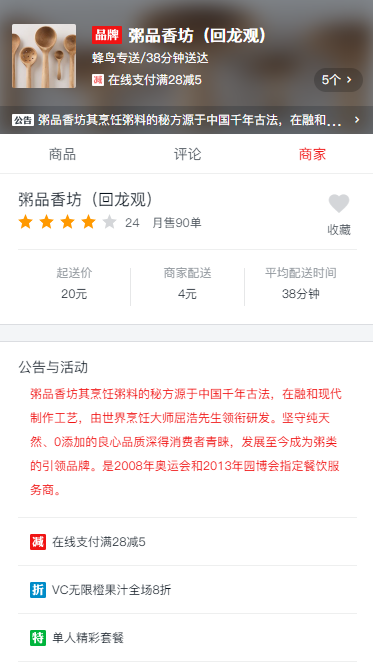 品牌 粥品香坊（回龙观）
蜂鸟专送/38分钟送达
减 在线支付满28减5
5个 >
公告 粥品香坊其烹饪粥料的秘方源于中国千年古法，在融和... >
商品 评论 商家
粥品香坊（回龙观）
24 月售90单
收藏
起送价 商家配送 平均配送时间
20元 4元 38分钟
公告与活动
粥品香坊其烹饪粥料的秘方源于中国千年古法，在融和现代
制作工艺，由世界烹饪大师屈浩先生领衔研发。坚守纯天
然、0添加的良心品质深得消费者青睐，发展至今成为粥类
的引领品牌。是2008年奥运会和2013年园博会指定餐饮服
务商。
减 在线支付满28减5
折 VC无限橙果汁全场8折
特 单人精彩套餐